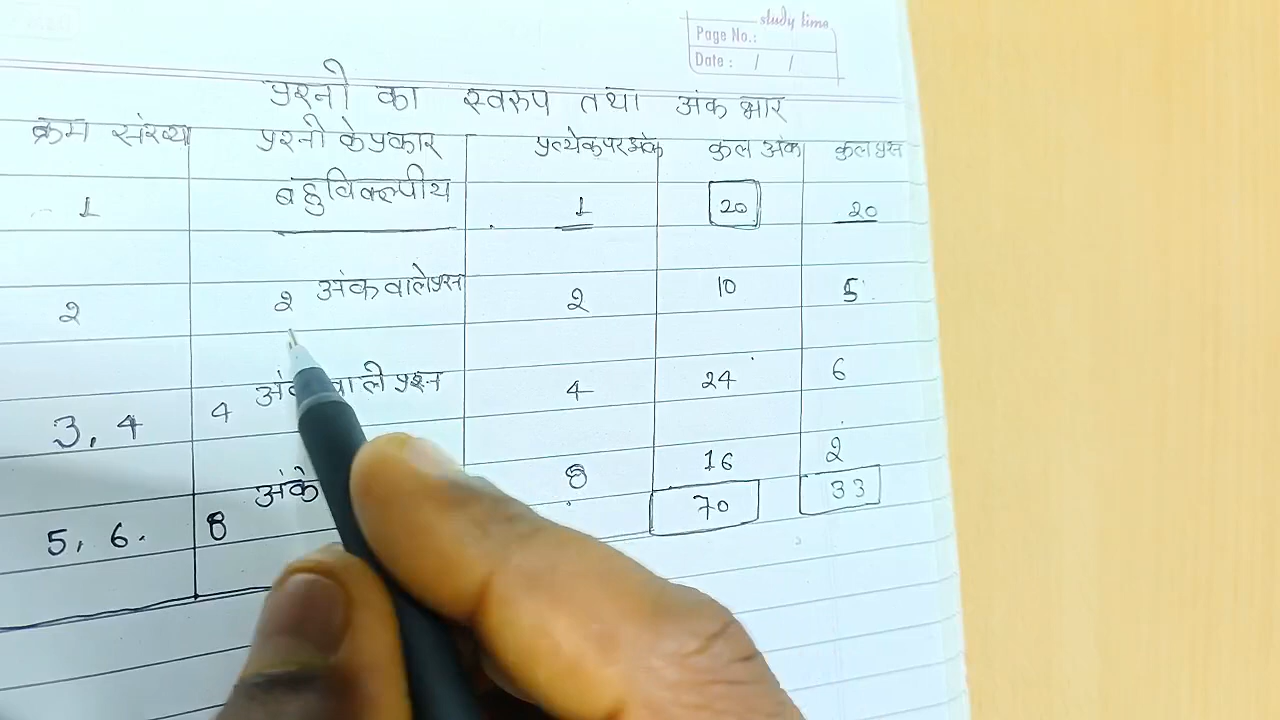 study time
Page No.:
Date : / /
प्रश्नो का स्वरूप तथा अंक भार
क्रम संख्या प्रश्नो के प्रकार प्रत्येक पर अंक कुल अंक कुल प्रश्न
1 बहुविकल्पीय 1 20 20
2 2 अंक वाले प्रश्न 2 10 5
3, 4 4 वाले प्रश्न 4 24 6
5, 6. 8 8 16 2
70 33